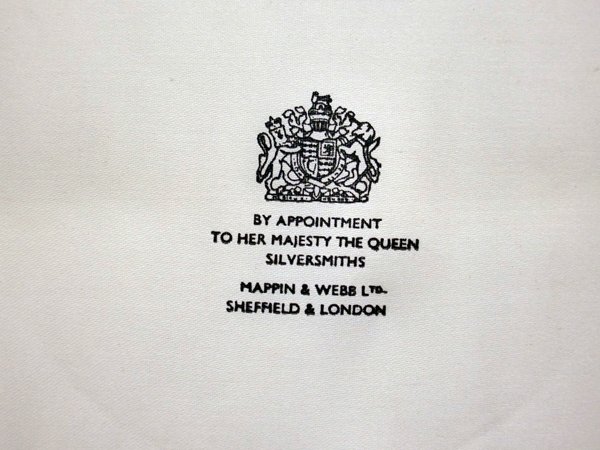 BY APPOINTMENT
TO HER MAJESTY THE QUEEN
SILVERSMITHS
MAPPIN & WEBB LTD.
SHEFFIELD & LONDON